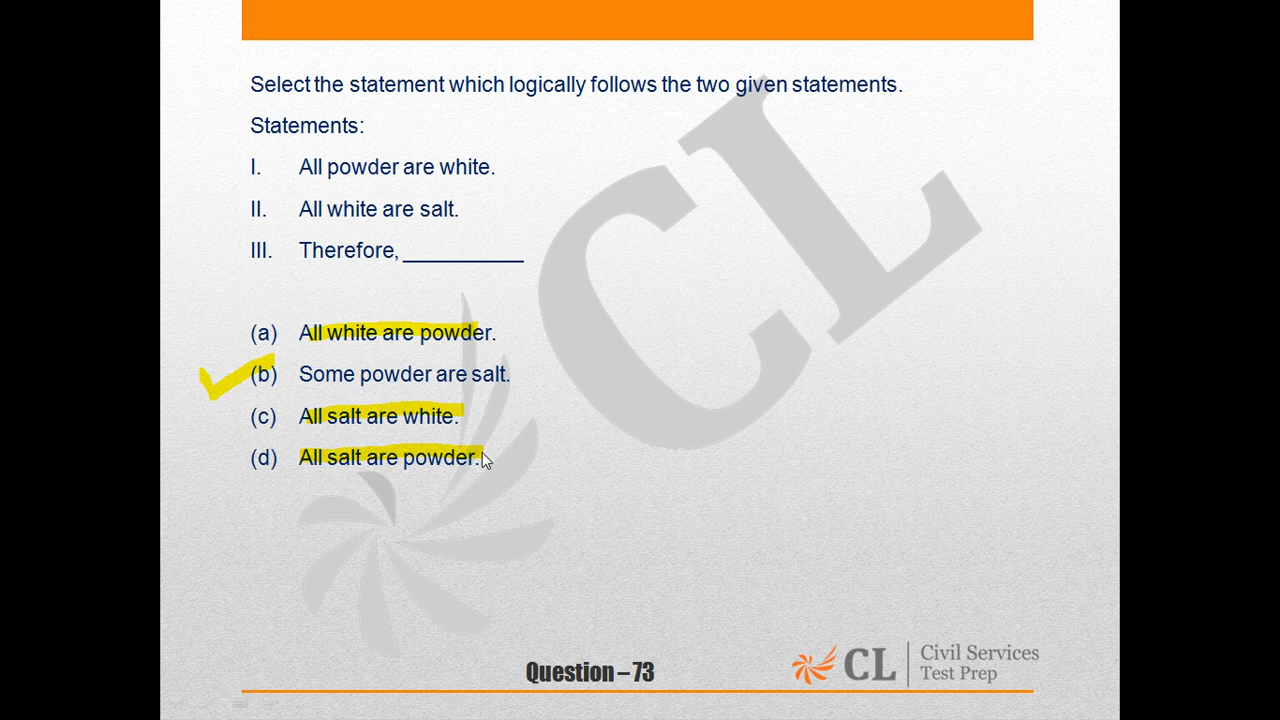 Select the statement which logically follows the two given statements.
Statements:
I. All powder are white.
II. All white are salt.
III. Therefore, __________
(a) All white are powder.
(b) Some powder are salt.
(c) All salt are white.
(d) All salt are powder.
CL
Question – 73
CL Civil Services
Test Prep